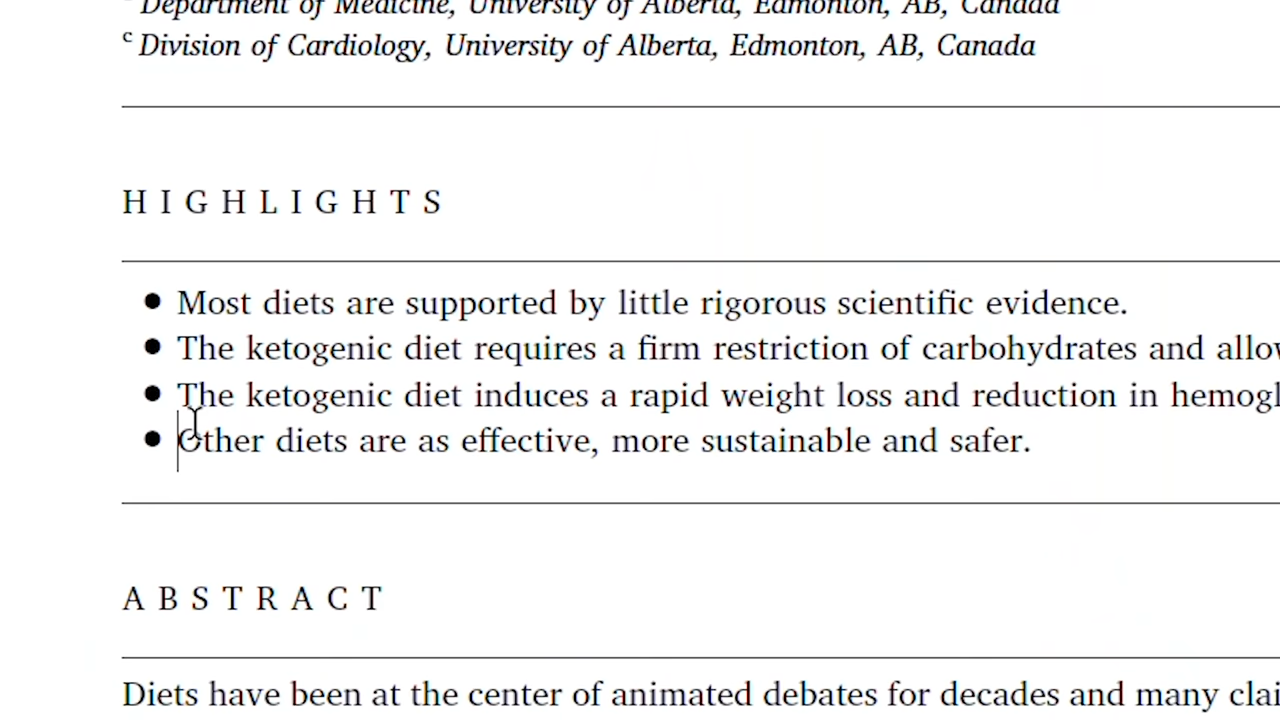 Department of Medicine, University of Alberta, Edmonton, AB, Canada
c Division of Cardiology, University of Alberta, Edmonton, AB, Canada
HIGHLIGHTS
● Most diets are supported by little rigorous scientific evidence.
● The ketogenic diet requires a firm restriction of carbohydrates and
● The ketogenic diet induces a rapid weight loss and reduction in
● Other diets are as effective, more sustainable and safer.
ABSTRACT
Diets have been at the center of animated debates for decades and many